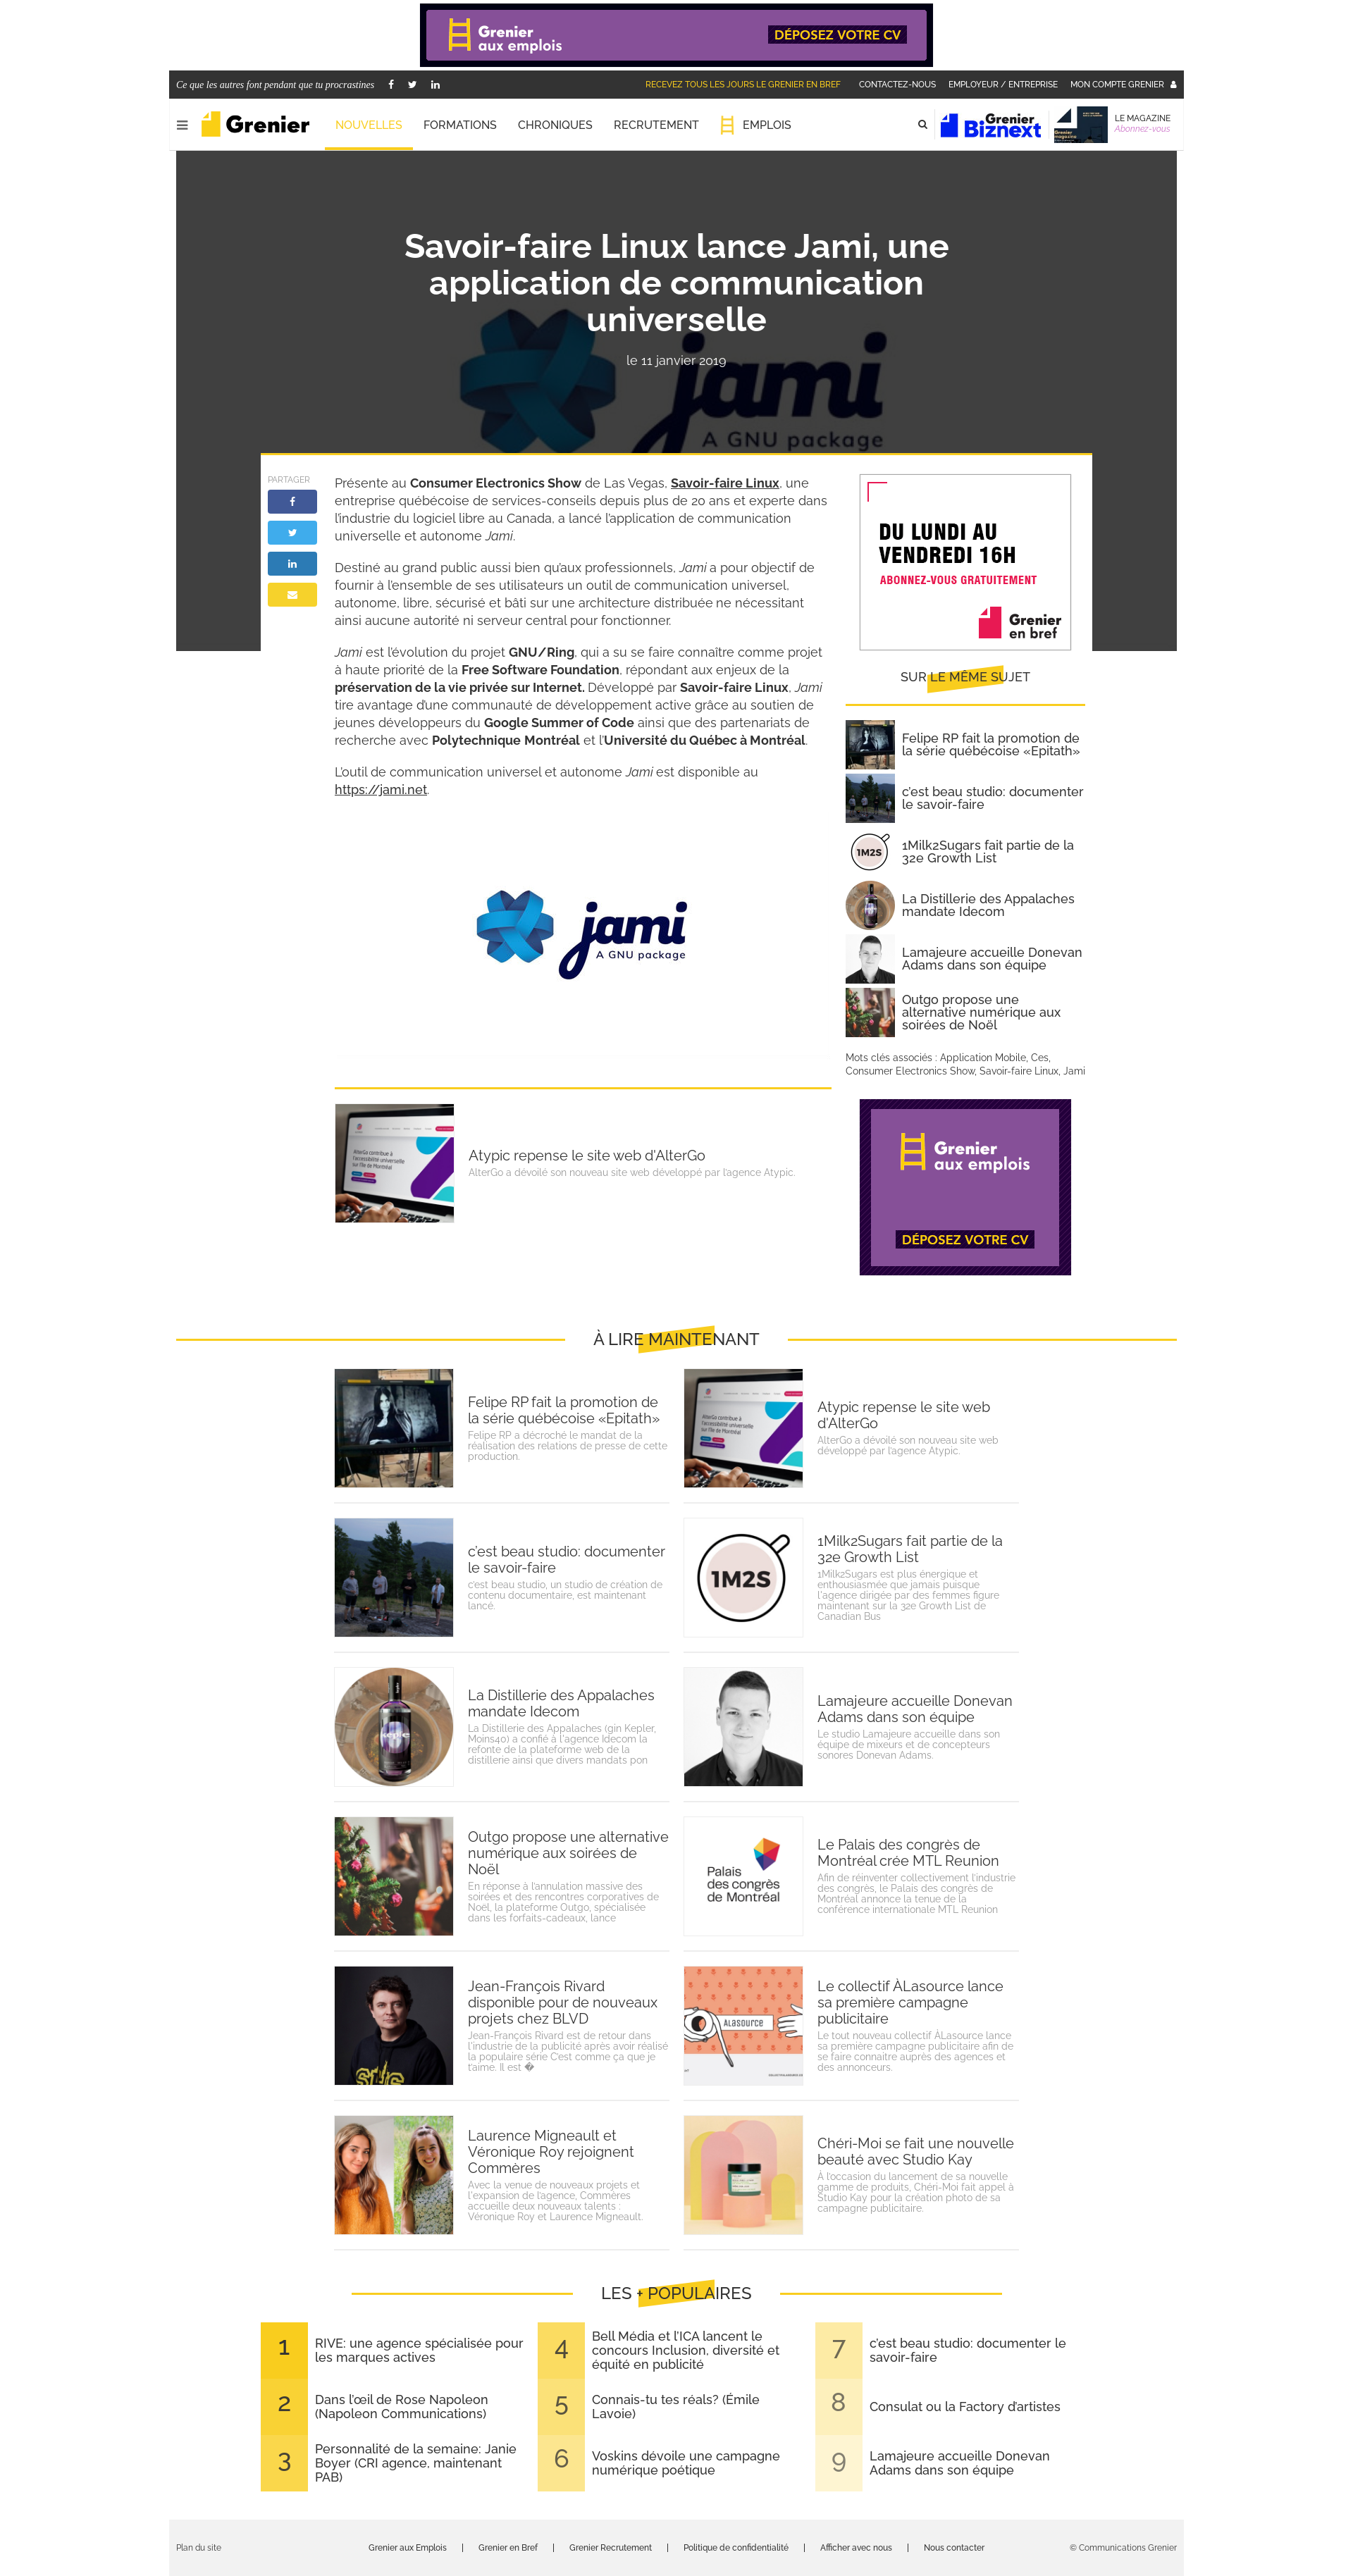 Grenier
aux emplois
DÉPOSEZ VOTRE CV
Ce que les autres font pendant que tu procrastines
RECEVEZ TOUS LES JOURS LE GRENIER EN BREF
CONTACTEZ-NOUS
EMPLOYEUR / ENTREPRISE
MON COMPTE GRENIER
Grenier
NOUVELLES
FORMATIONS
CHRONIQUES
RECRUTEMENT
EMPLOIS
Grenier
Biznext
LE MAGAZINE
Abonnez-vous
Savoir-faire Linux lance Jami, une
application de communication
universelle
le 11 janvier 2019
jami
A GNU package
PARTAGER
Présente au Consumer Electronics Show de Las Vegas, Savoir-faire Linux, une
entreprise québécoise de services-conseils depuis plus de 20 ans et experte dans
l'industrie du logiciel libre au Canada, a lancé l'application de communication
universelle et autonome Jami.
Destiné au grand public aussi bien qu'aux professionnels, Jami a pour objectif de
fournir à l'ensemble de ses utilisateurs un outil de communication universel,
autonome, libre, sécurisé et bâti sur une architecture distribuée ne nécessitant
ainsi aucune autorité ni serveur central pour fonctionner.
Jami est l'évolution du projet GNU/Ring, qui a su se faire connaître comme projet
à haute priorité de la Free Software Foundation, répondant aux enjeux de la
préservation de la vie privée sur Internet. Développé par Savoir-faire Linux, Jami
tire avantage d'une communauté de développement active grâce au soutien de
jeunes développeurs du Google Summer of Code ainsi que des partenariats de
recherche avec Polytechnique Montréal et l'Université du Québec à Montréal.
L'outil de communication universel et autonome Jami est disponible au
https://jami.net.
jami
A GNU package
DU LUNDI AU
VENDREDI 16H
ABONNEZ-VOUS GRATUITEMENT
Grenier
en bref
SUR LE MÊME SUJET
Felipe RP fait la promotion de
la série québécoise «Epitath»
c'est beau studio: documenter
le savoir-faire
1M2S
1Milk2Sugars fait partie de la
32e Growth List
La Distillerie des Appalaches
mandate Idecom
Lamajeure accueille Donevan
Adams dans son équipe
Outgo propose une
alternative numérique aux
soirées de Noël
Mots clés associés : Application Mobile, Ces,
Consumer Electronics Show, Savoir-faire Linux, Jami
Grenier
aux emplois
DÉPOSEZ VOTRE CV
Atypic repense le site web d'AlterGo
AlterGo a dévoilé son nouveau site web développé par l'agence Atypic.
À LIRE MAINTENANT
Felipe RP fait la promotion de
la série québécoise «Epitath»
Felipe RP a décroché le mandat de la
réalisation des relations de presse de cette
production.
Atypic repense le site web
d'AlterGo
AlterGo a dévoilé son nouveau site web
développé par l'agence Atypic.
c'est beau studio: documenter
le savoir-faire
c'est beau studio, un studio de création de
contenu documentaire, est maintenant
lancé.
1M2S
1Milk2Sugars fait partie de la
32e Growth List
1Milk2Sugars est plus énergique et
enthousiasmée que jamais puisque
l'agence dirigée par des femmes figure
maintenant sur la 32e Growth List de
Canadian Bus
La Distillerie des Appalaches
mandate Idecom
La Distillerie des Appalaches (gin Kepler,
Moins40) a confié à l'agence Idecom la
refonte de la plateforme web de la
distillerie ainsi que divers mandats pon
Lamajeure accueille Donevan
Adams dans son équipe
Le studio Lamajeure accueille dans son
équipe de mixeurs et de concepteurs
sonores Donevan Adams.
Outgo propose une alternative
numérique aux soirées de
Noël
En réponse à l'annulation massive des
soirées et des rencontres corporatives de
Noël, la plateforme Outgo, spécialisée
dans les forfaits-cadeaux, lance
Palais
des congrès
de Montréal
Le Palais des congrès de
Montréal crée MTL Reunion
Afin de réinventer collectivement l'industrie
des congrès, le Palais des congrès de
Montréal annonce la tenue de la
conférence internationale MTL Reunion
Jean-François Rivard
disponible pour de nouveaux
projets chez BLVD
Jean-François Rivard est de retour dans
l'industrie de la publicité après avoir réalisé
la populaire série C'est comme ça que je
t'aime. Il est �
ALASOURCE
Le collectif ÀLasource lance
sa première campagne
publicitaire
Le tout nouveau collectif ÀLasource lance
sa première campagne publicitaire afin de
se faire connaitre auprès des agences et
des annonceurs.
Laurence Migneault et
Véronique Roy rejoignent
Commères
Avec la venue de nouveaux projets et
l'expansion de l'agence, Commères
accueille deux nouveaux talents :
Véronique Roy et Laurence Migneault.
Chéri-Moi se fait une nouvelle
beauté avec Studio Kay
À l'occasion du lancement de sa nouvelle
gamme de produits, Chéri-Moi fait appel à
Studio Kay pour la création photo de sa
campagne publicitaire.
LES + POPULAIRES
1
RIVE: une agence spécialisée pour
les marques actives
2
Dans l'œil de Rose Napoleon
(Napoleon Communications)
3
Personnalité de la semaine: Janie
Boyer (CRI agence, maintenant
PAB)
4
Bell Média et l'ICA lancent le
concours Inclusion, diversité et
équité en publicité
5
Connais-tu tes réals? (Émile
Lavoie)
6
Voskins dévoile une campagne
numérique poétique
7
c'est beau studio: documenter le
savoir-faire
8
Consulat ou la Factory d'artistes
9
Lamajeure accueille Donevan
Adams dans son équipe
Plan du site
Grenier aux Emplois | Grenier en Bref | Grenier Recrutement | Politique de confidentialité | Afficher avec nous | Nous contacter
© Communications Grenier